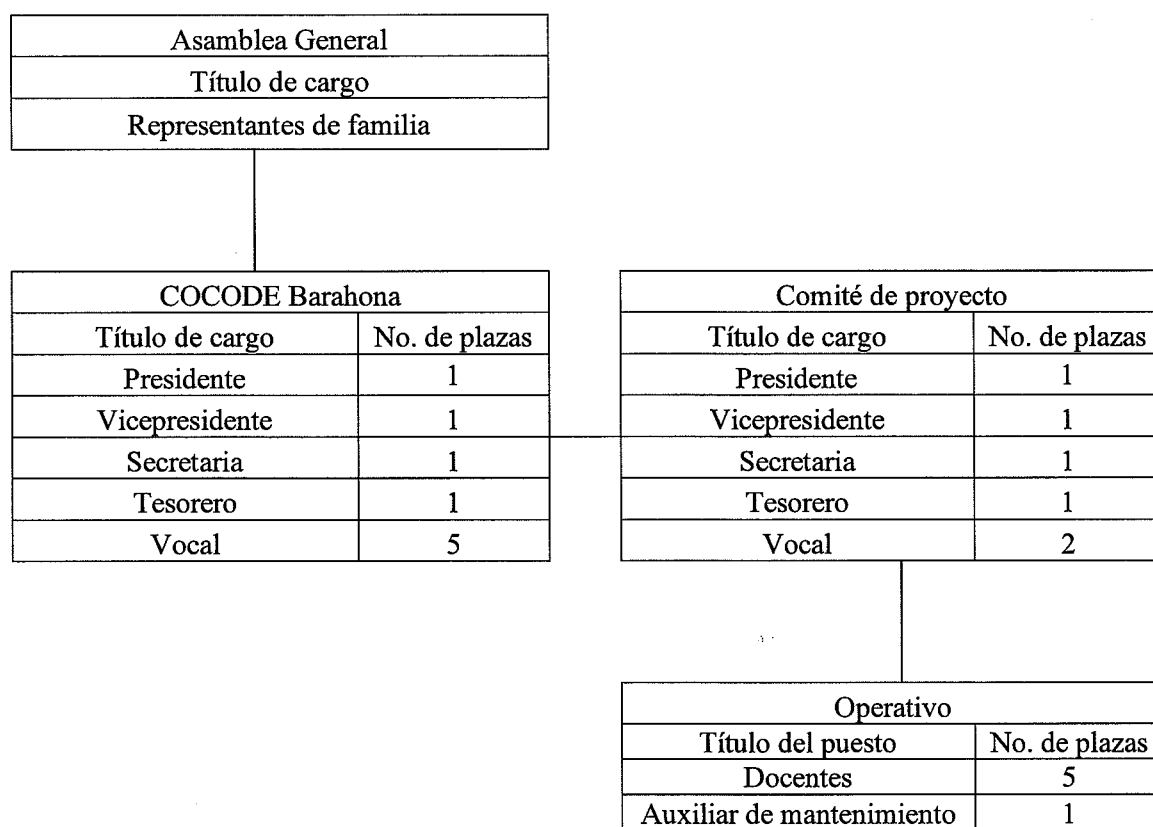 Asamblea General
Título de cargo
Representantes de familia
COCODE Barahona
Título de cargo No. de plazas
Presidente 1
Vicepresidente 1
Secretaria 1
Tesorero 1
Vocal 5
Comité de proyecto
Título de cargo No. de plazas
Presidente 1
Vicepresidente 1
Secretaria 1
Tesorero 1
Vocal 2
Operativo
Título del puesto No. de plazas
Docentes 5
Auxiliar de mantenimiento 1